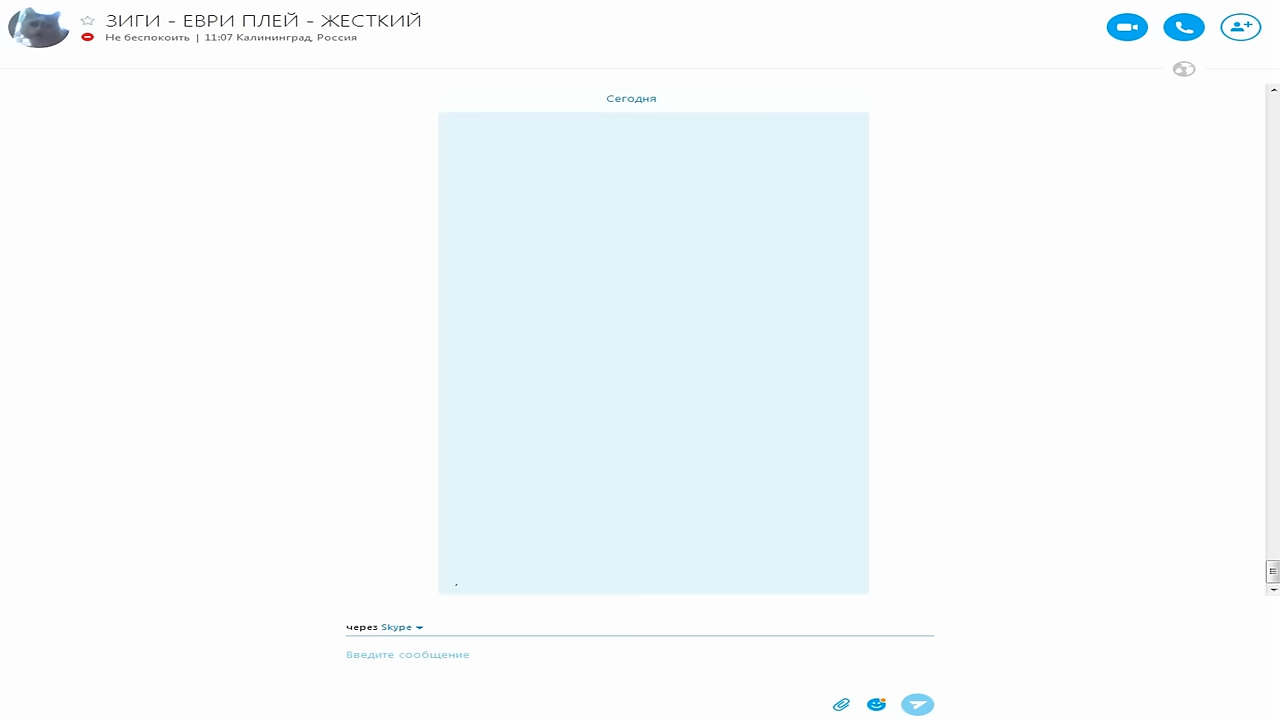 ЗИГИ - ЕВРИ ПЛЕЙ - ЖЕСТКИЙ
Не беспокоить | 11:07 Калининград, Россия
Сегодня
,
через Skype
Введите сообщение